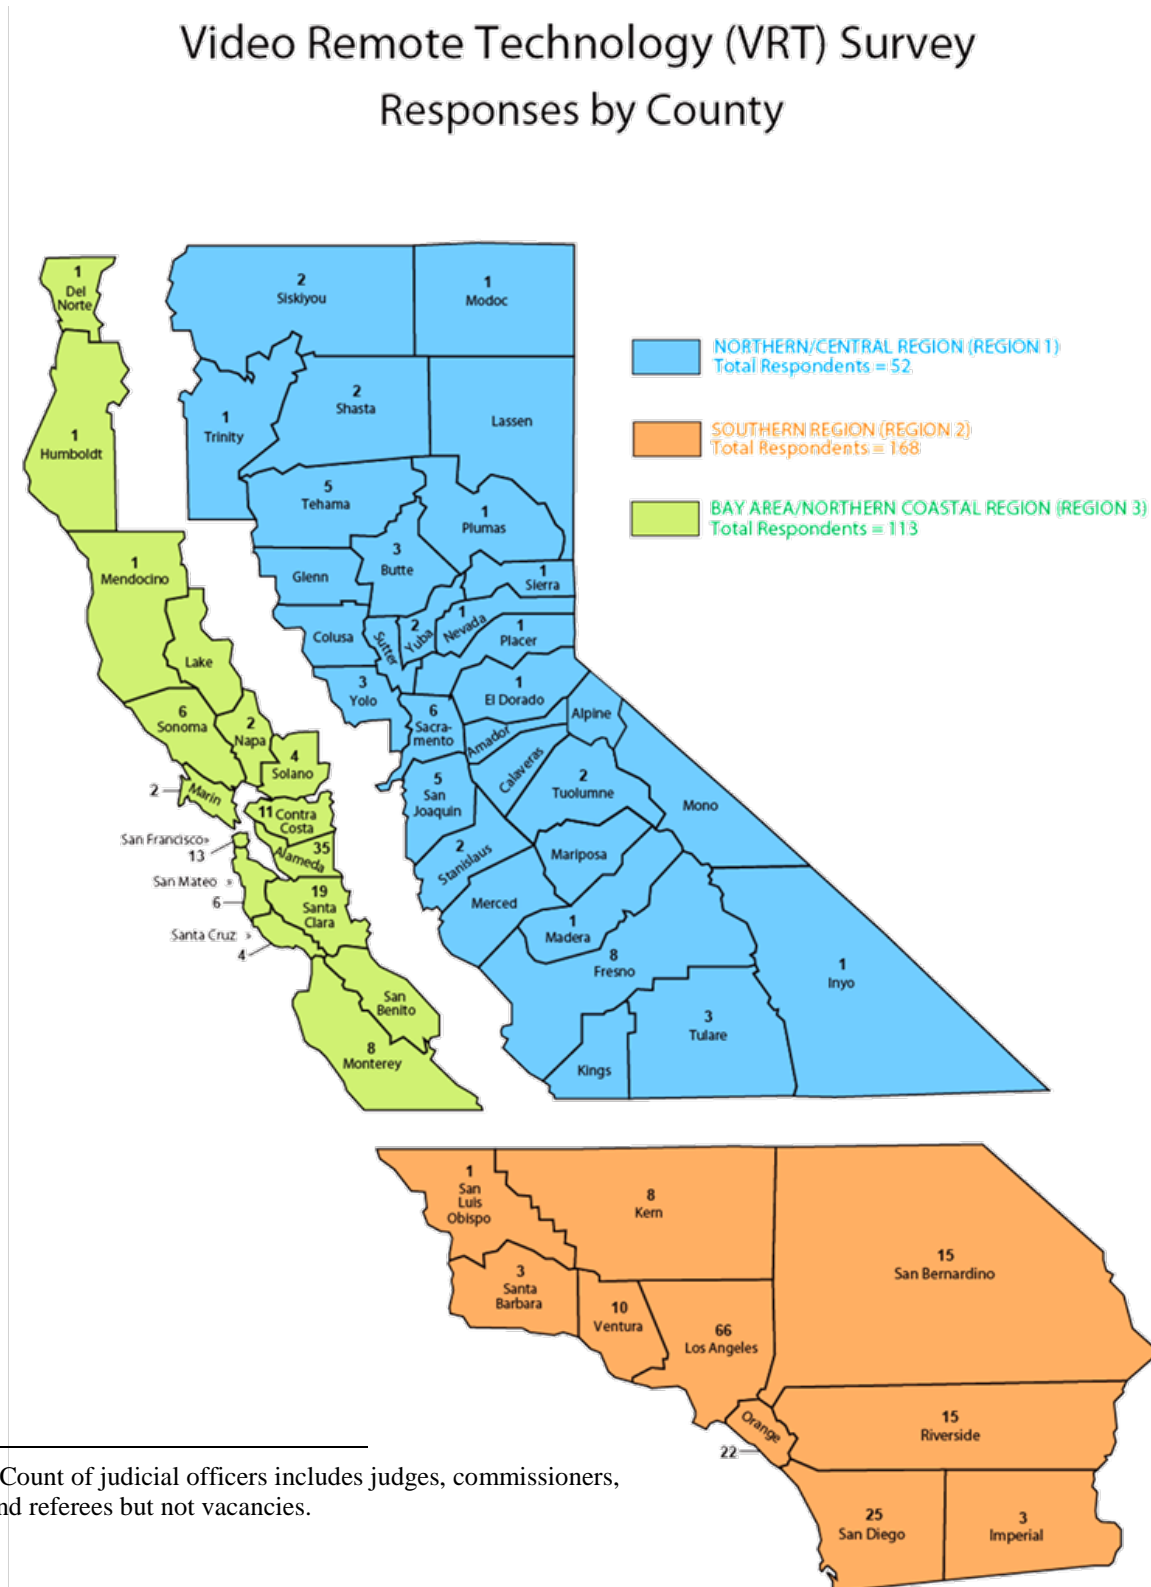 Video Remote Technology (VRT) Survey
Responses by County
1
Del
Norte
2
Siskiyou
1
Modoc
NORTHERN/CENTRAL REGION (REGION 1)
Total Respondents = 52
SOUTHERN REGION (REGION 2)
Total Respondents = 168
BAY AREA/NORTHERN COASTAL REGION (REGION 3)
Total Respondents = 113
1
Humboldt
1
Trinity
2
Shasta
Lassen
5
Tehama
1
Plumas
1
Mendocino
Glenn
3
Butte
1
Sierra
Lake
Colusa
Sutter
2
Yuba
1
Nevada
1
Placer
6
Sonoma
2
Napa
3
Yolo
1
El Dorado
4
Solano
6
Sacra-
mento
Amador
Alpine
2
Marin
5
San
Joaquin
Calaveras
2
Tuolumne
Mono
11 Contra
Costa
San Francisco»
13
35
Alameda
2
Stanislaus
Mariposa
San Mateo »
6
19
Santa
Clara
Merced
Santa Cruz »
4
1
Madera
8
Fresno
1
Inyo
San
Benito
3
Tulare
8
Monterey
Kings
1
San
Luis
Obispo
8
Kern
15
San Bernardino
3
Santa
Barbara
10
Ventura
66
Los Angeles
Orange
22
15
Riverside
25
San Diego
3
Imperial
Count of judicial officers includes judges, commissioners,
nd referees but not vacancies.